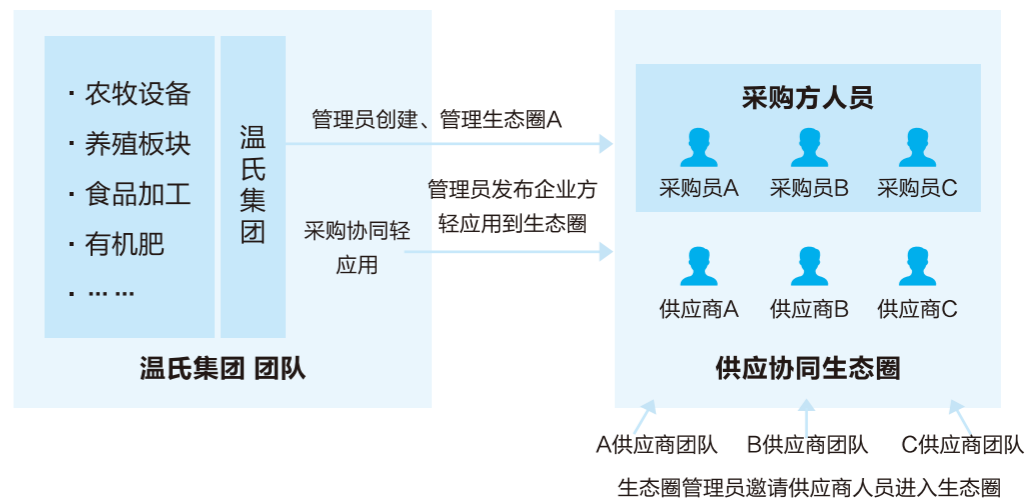 · 农牧设备
· 养殖板块
· 食品加工
· 有机肥
· … …
温氏集团
温氏集团 团队
管理员创建、管理生态圈A
采购协同轻
应用
管理员发布企业方
轻应用到生态圈
采购方人员
采购员A 采购员B 采购员C
供应商A 供应商B 供应商C
供应协同生态圈
A供应商团队 B供应商团队 C供应商团队
生态圈管理员邀请供应商人员进入生态圈